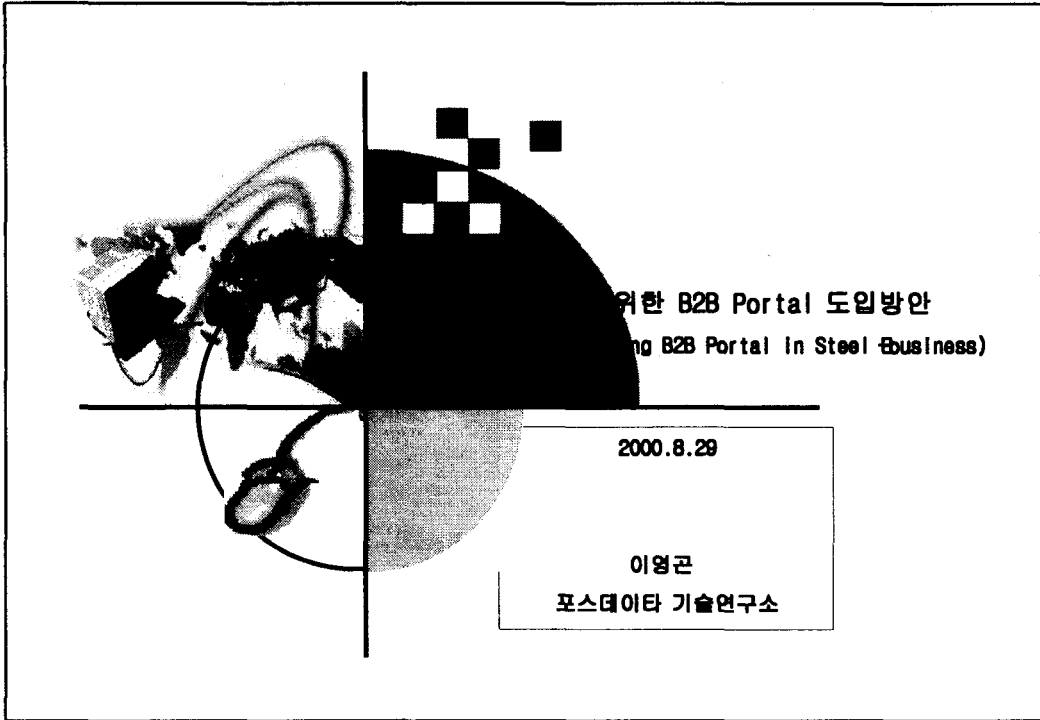 위한 B2B Portal 도입방안
ng B2B Portal in Steel Ebusiness)
2000.8.29
이영곤
포스데이타 기술연구소